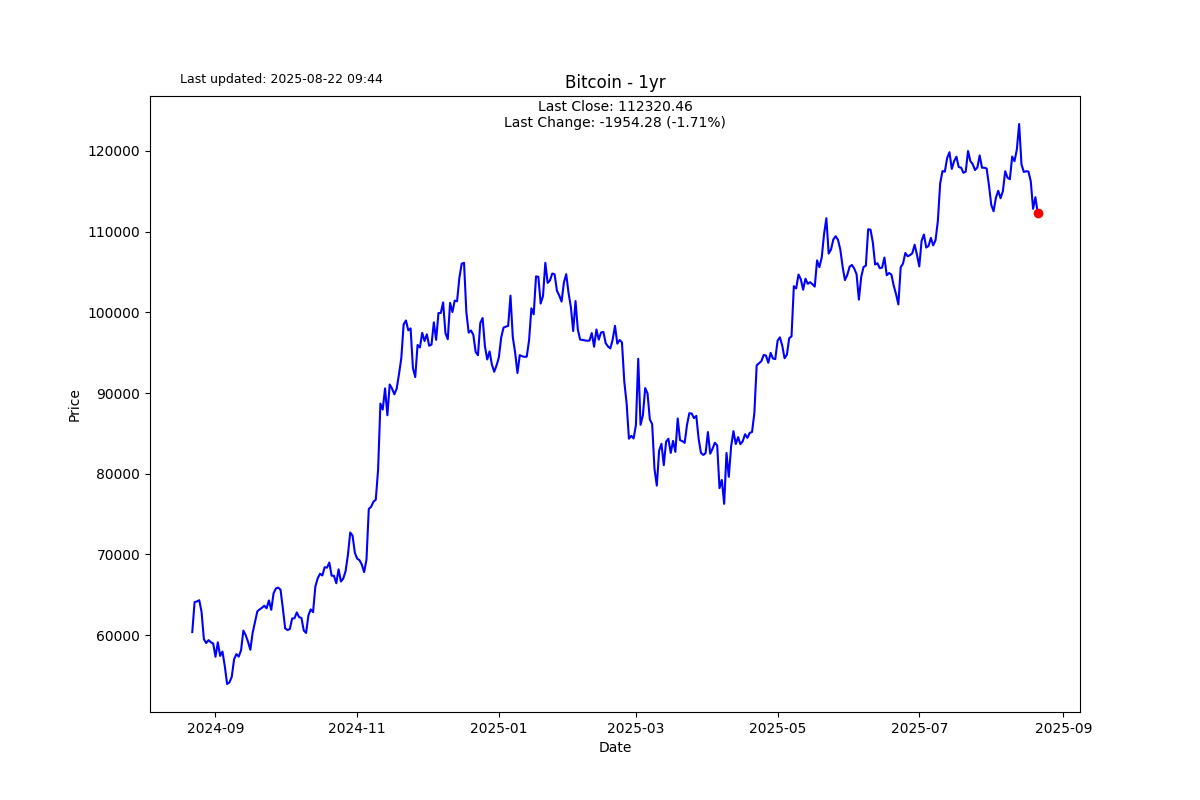 Last updated: 2025-08-22 09:44
Bitcoin - 1yr
Last Close: 112320.46
Last Change: -1954.28 (-1.71%)
120000
110000
100000
90000
80000
70000
60000
Price
2024-09 2024-11 2025-01 2025-03 2025-05 2025-07 2025-09
Date